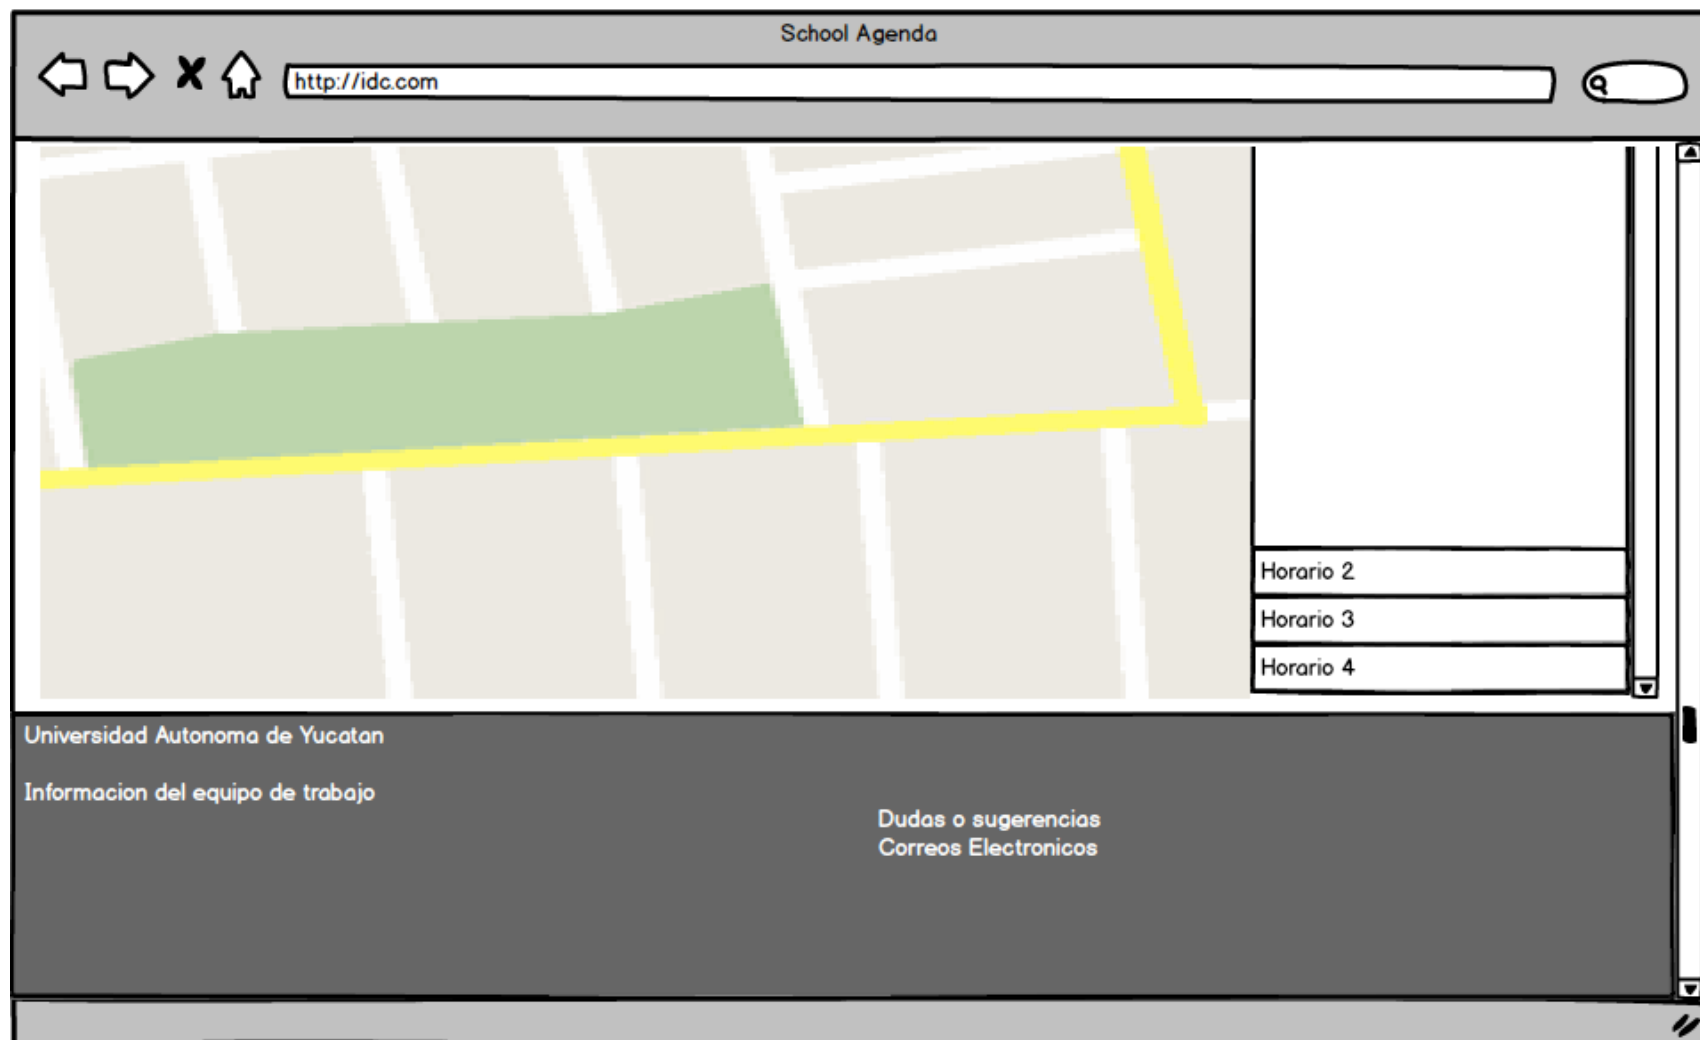 School Agenda
http://idc.com
Horario 2
Horario 3
Horario 4
Universidad Autonoma de Yucatan
Informacion del equipo de trabajo
Dudas o sugerencias
Correos Electronicos